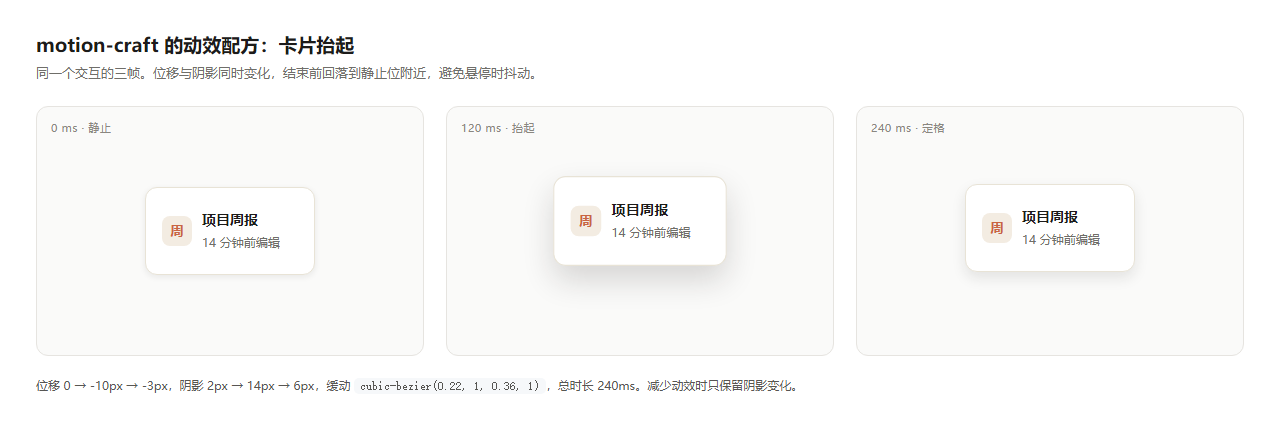 motion-craft 的动效配方：卡片抬起
同一个交互的三帧。位移与阴影同时变化，结束前回落到静止位附近，避免悬停时抖动。
0 ms · 静止
周
项目周报
14 分钟前编辑
120 ms · 抬起
周
项目周报
14 分钟前编辑
240 ms · 定格
周
项目周报
14 分钟前编辑
位移 0 → -10px → -3px，阴影 2px → 14px → 6px，缓动 cubic-bezier(0.22, 1, 0.36, 1)，总时长 240ms。减少动效时只保留阴影变化。